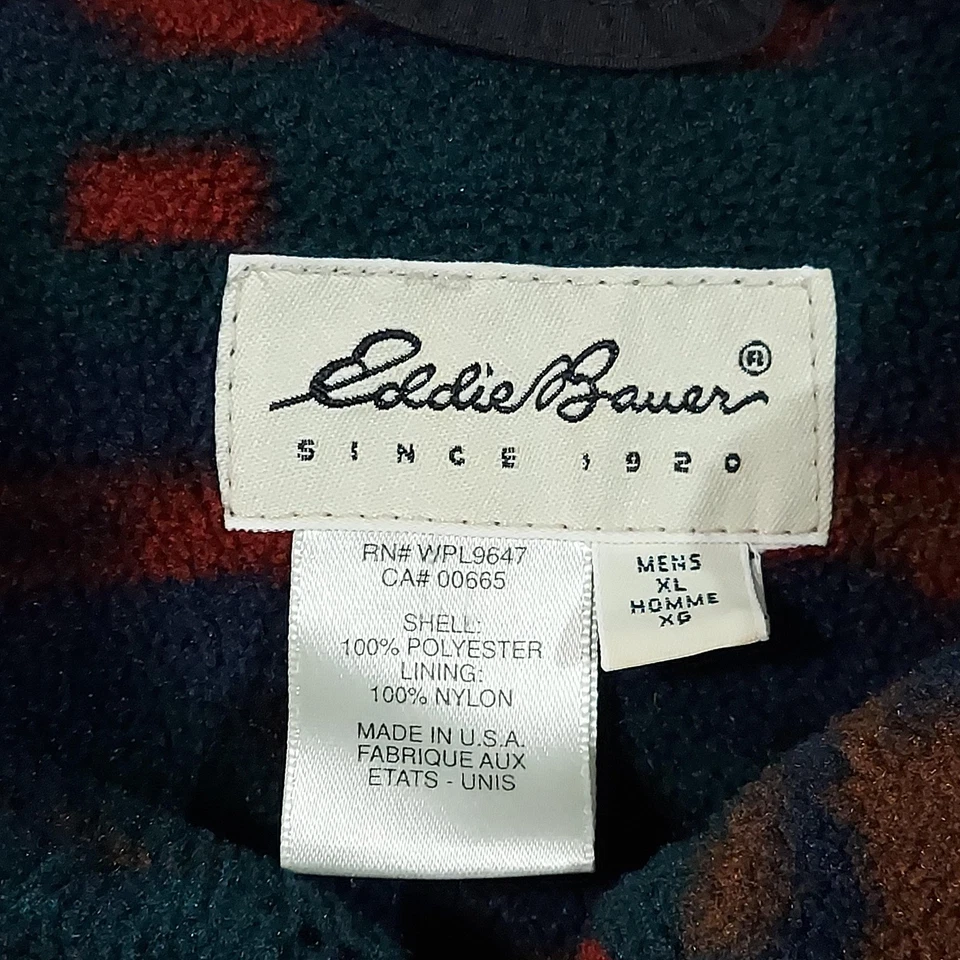 Eddie Bauer®
SINCE 1920
RN# WPL9647
CA# 00665
SHELL:
100% POLYESTER
LINING:
100% NYLON
MADE IN U.S.A.
FABRIQUE AUX
ETATS - UNIS
MENS
XL
HOMME
XG